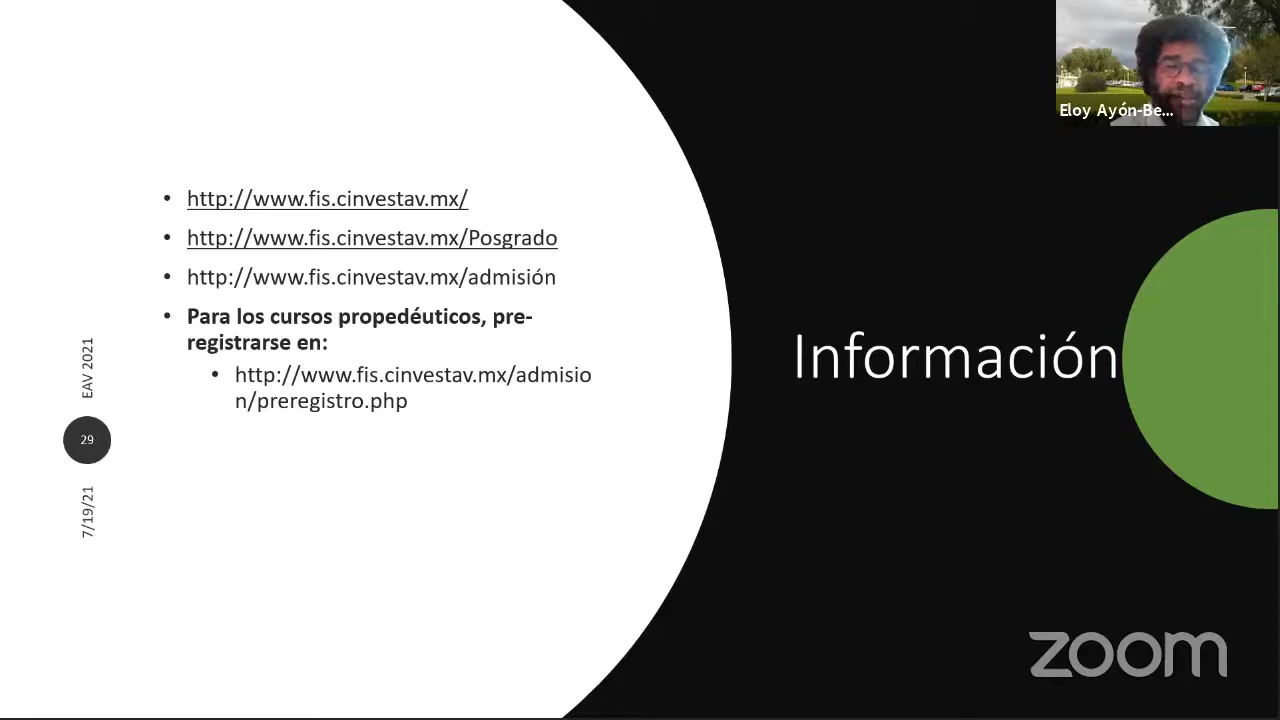 http://www.fis.cinvestav.mx/
http://www.fis.cinvestav.mx/Posgrado
http://www.fis.cinvestav.mx/admisión
Para los cursos propedéuticos, pre-
registrarse en:
http://www.fis.cinvestav.mx/admisio
n/preregistro.php
EAV 2021
29
7/19/21
Información
Eloy Ayón-Be...
zoom